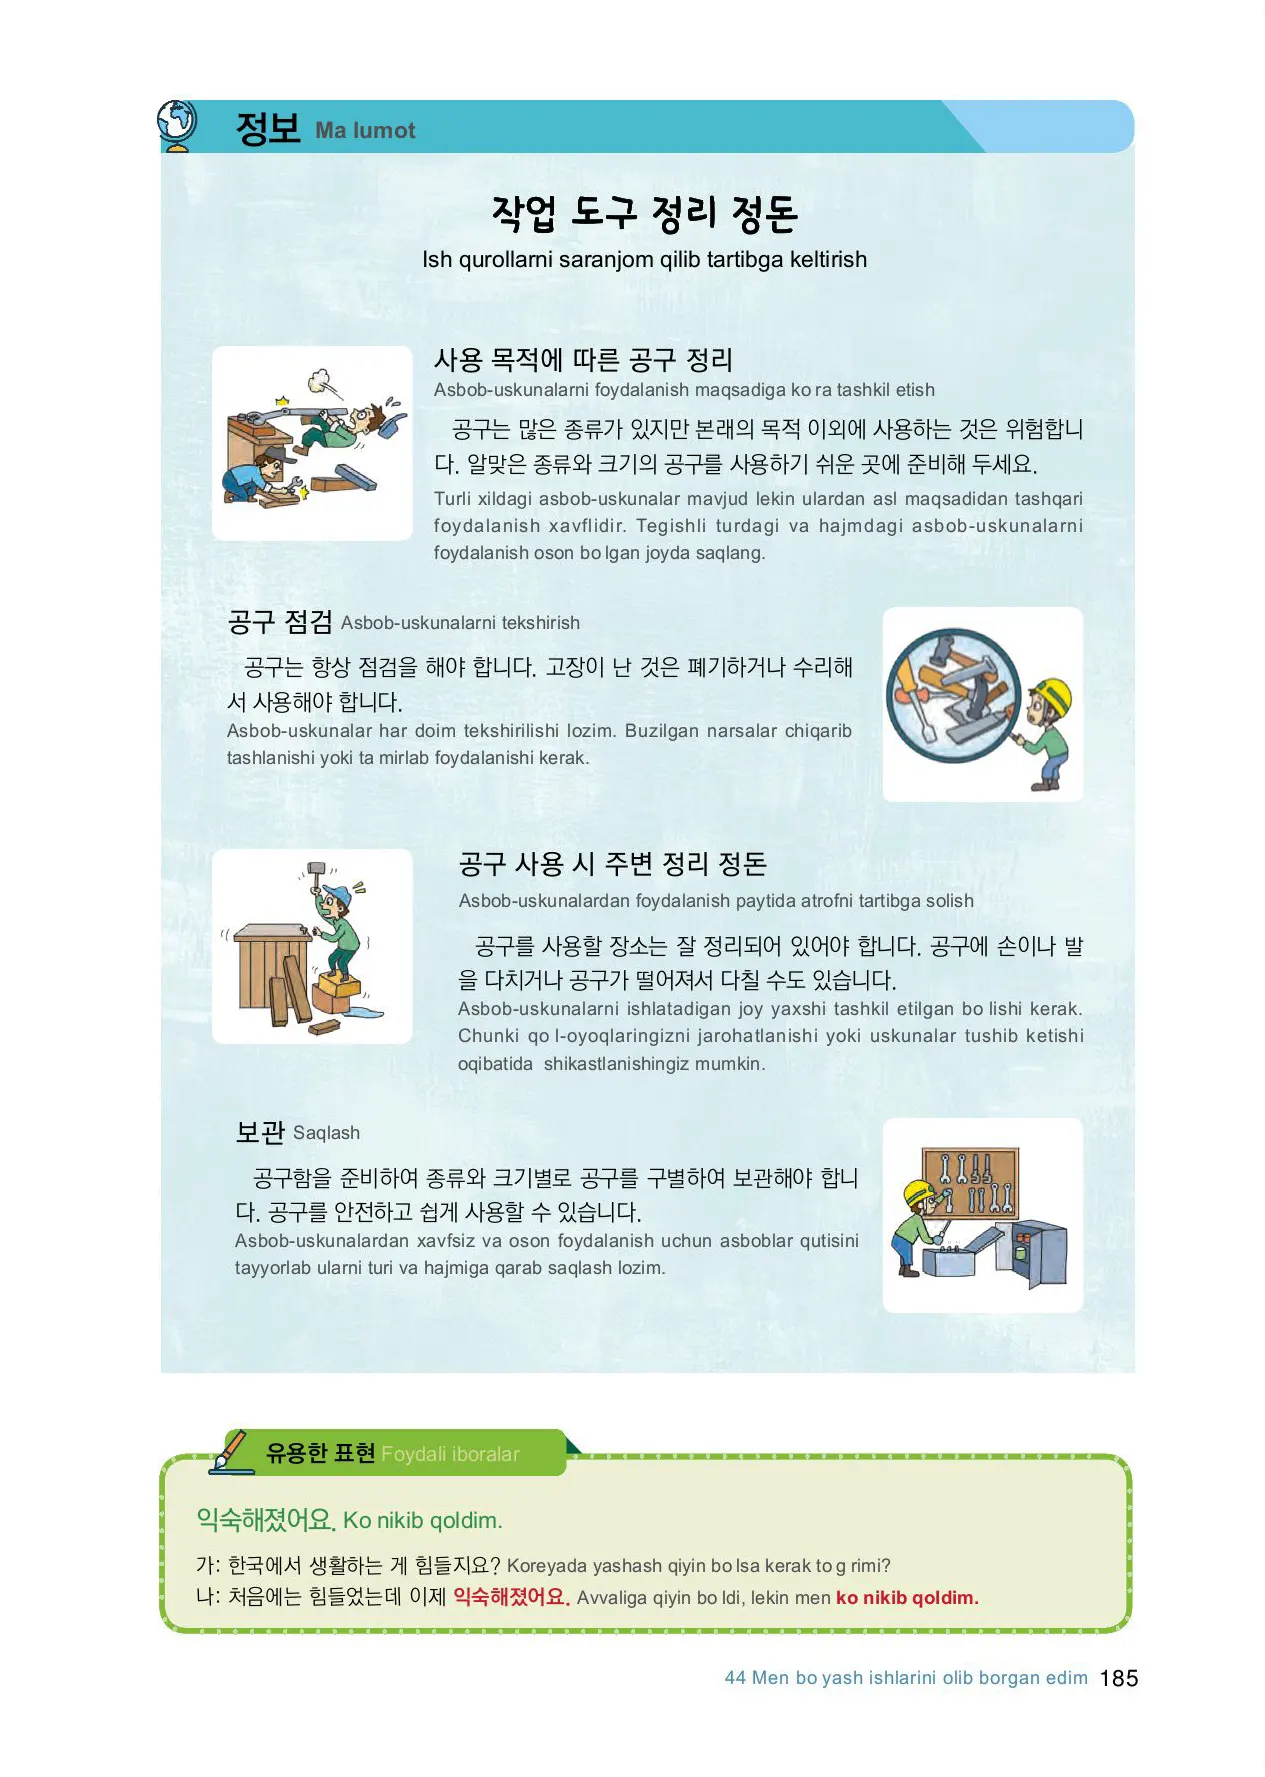 정보 Ma lumot
작업 도구 정리 정돈
Ish qurollarni saranjom qilib tartibga keltirish
사용 목적에 따른 공구 정리
Asbob-uskunalarni foydalanish maqsadiga ko ra tashkil etish
공구는 많은 종류가 있지만 본래의 목적 이외에 사용하는 것은 위험합니
다. 알맞은 종류와 크기의 공구를 사용하기 쉬운 곳에 준비해 두세요.
Turli xildagi asbob-uskunalar mavjud lekin ulardan asl maqsadidan tashqari
foydalanish xavflidir. Tegishli turdagi va hajmdagi asbob-uskunalarni
foydalanish oson bo lgan joyda saqlang.
공구 점검 Asbob-uskunalarni tekshirish
공구는 항상 점검을 해야 합니다. 고장이 난 것은 폐기하거나 수리해
서 사용해야 합니다.
Asbob-uskunalar har doim tekshirilishi lozim. Buzilgan narsalar chiqarib
tashlanishi yoki ta mirlab foydalanishi kerak.
공구 사용 시 주변 정리 정돈
Asbob-uskunalardan foydalanish paytida atrofni tartibga solish
공구를 사용할 장소는 잘 정리되어 있어야 합니다. 공구에 손이나 발
을 다치거나 공구가 떨어져서 다칠 수도 있습니다.
Asbob-uskunalarni ishlatadigan joy yaxshi tashkil etilgan bo lishi kerak.
Chunki qo l-oyoqlaringizni jarohatlanishi yoki uskunalar tushib ketishi
oqibatida shikastlanishingiz mumkin.
보관 Saqlash
공구함을 준비하여 종류와 크기별로 공구를 구별하여 보관해야 합니
다. 공구를 안전하고 쉽게 사용할 수 있습니다.
Asbob-uskunalardan xavfsiz va oson foydalanish uchun asboblar qutisini
tayyorlab ularni turi va hajmiga qarab saqlash lozim.
유용한 표현 Foydali iboralar
익숙해졌어요. Ko nikib qoldim.
가: 한국에서 생활하는 게 힘들지요? Koreyada yashash qiyin bo lsa kerak to g rimi?
나: 처음에는 힘들었는데 이제 익숙해졌어요. Avvaliga qiyin bo ldi, lekin men ko nikib qoldim.
44 Men bo yash ishlarini olib borgan edim 185